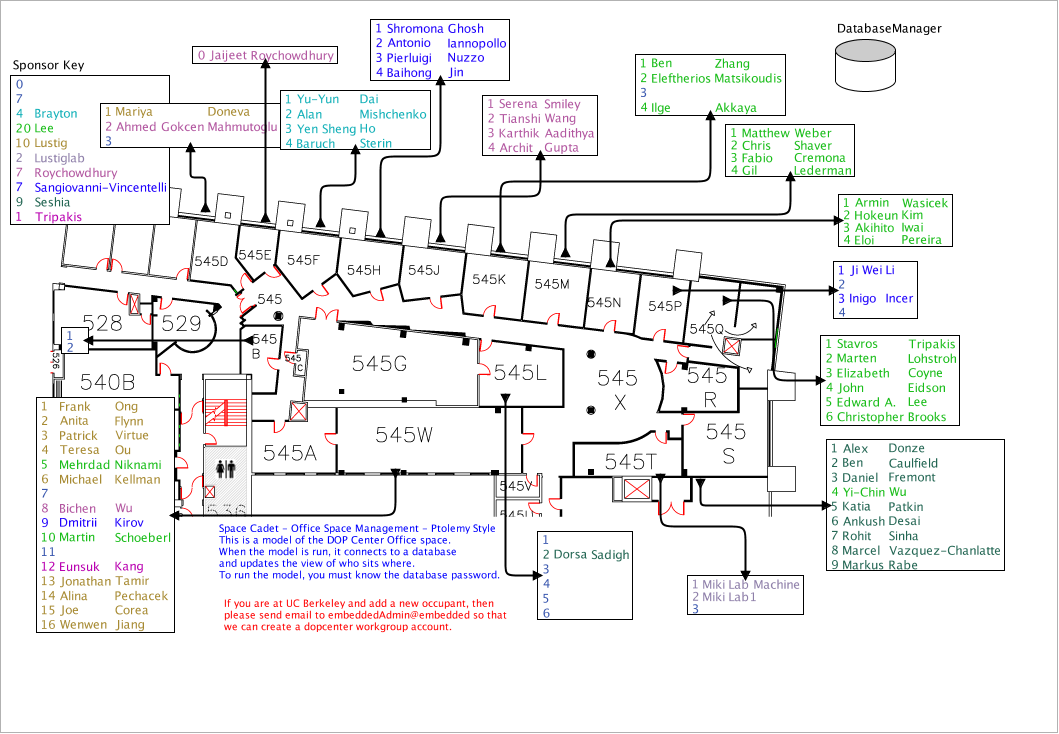 DatabaseManager
Sponsor Key
0
7
4 Brayton
20 Lee
10 Lustig
2 Lustiglab
7 Roychowdhury
7 Sangiovanni-Vincentelli
9 Seshia
1 Tripakis
1 Mariya Doneva
2 Ahmed Gokcen Mahmutoglu
3
0 Jaijeet Roychowdhury
1 Yu-Yun Dai
2 Alan Mishchenko
3 Yen Sheng Ho
4 Baruch Sterin
1 Shromona Ghosh
2 Antonio Iannopollo
3 Pierluigi Nuzzo
4 Baihong Jin
1 Serena Smiley
2 Tianshi Wang
3 Karthik Aadithya
4 Archit Gupta
1 Ben Zhang
2 Eleftherios Matsikoudis
3
4 Ilge Akkaya
1 Matthew Weber
2 Chris Shaver
3 Fabio Cremona
4 Gil Lederman
1 Armin Wasicek
2 Hokeun Kim
3 Akihito Iwai
4 Eloi Pereira
1 Ji Wei Li
2
3 Inigo Incer
4
1 Stavros Tripakis
2 Marten Lohstroh
3 Elizabeth Coyne
4 John Eidson
5 Edward A. Lee
6 Christopher Brooks
1 Alex Donze
2 Ben Caulfield
3 Daniel Fremont
4 Yi-Chin Wu
5 Katia Patkin
6 Ankush Desai
7 Rohit Sinha
8 Marcel Vazquez-Chanlatte
9 Markus Rabe
545D
545E
545F
545H
545J
545K
545M
545N
545P
545Q
545
528
529
545
B
545
C
545G
545L
545
X
545
R
526
1
2
540B
545A
545W
545T
545
S
545V
1 Frank Ong
2 Anita Flynn
3 Patrick Virtue
4 Teresa Ou
5 Mehrdad Niknami
6 Michael Kellman
7
8 Bichen Wu
9 Dmitrii Kirov
10 Martin Schoeberl
11
12 Eunsuk Kang
13 Jonathan Tamir
14 Alina Pechacek
15 Joe Corea
16 Wenwen Jiang
Space Cadet - Office Space Management - Ptolemy Style
This is a model of the DOP Center Office space.
When the model is run, it connects to a database
and updates the view of who sits where.
To run the model, you must know the database password.
If you are at UC Berkeley and add a new occupant, then
please send email to embeddedAdmin@embedded so that
we can create a dopcenter workgroup account.
1
2 Dorsa Sadigh
3
4
5
6
1 Miki Lab Machine
2 Miki Lab1
3